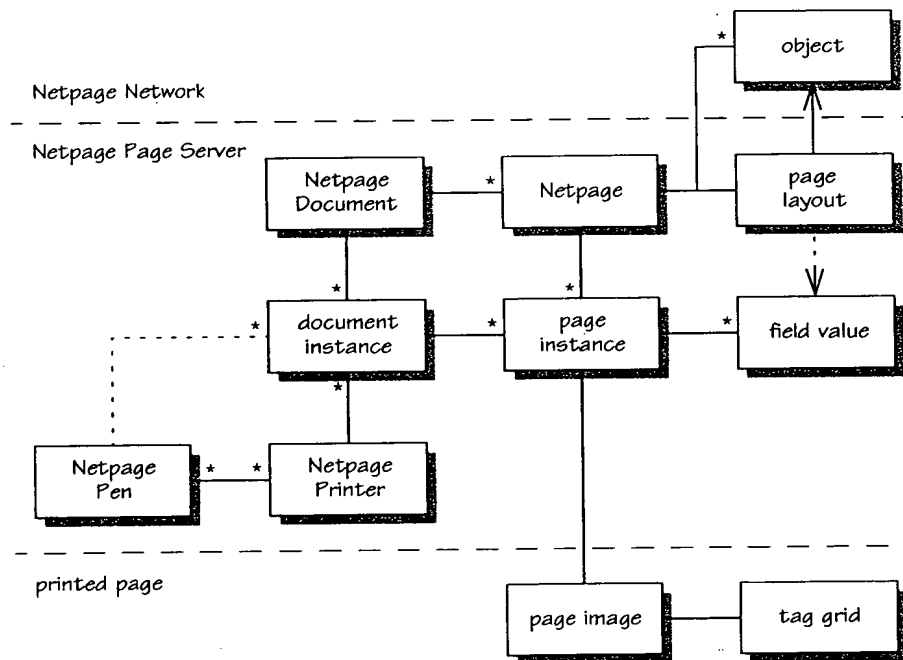 *
object
Netpage Network
Netpage Page Server
Netpage
Document
*
Netpage
page
layout
*
*
*
document
instance
*
page
instance
*
field value
*
Netpage
Pen
*
*
Netpage
Printer
printed page
page image
tag grid